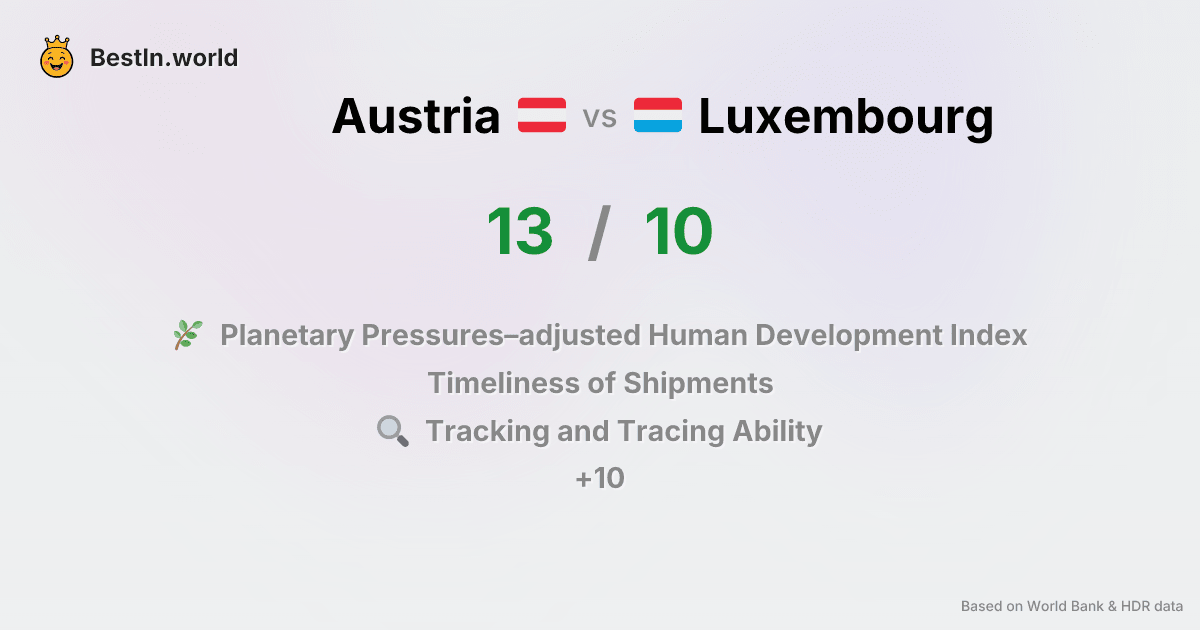 BestIn.world
Austria vs Luxembourg
13 / 10
Planetary Pressures–adjusted Human Development Index
Timeliness of Shipments
Tracking and Tracing Ability
+10
Based on World Bank & HDR data